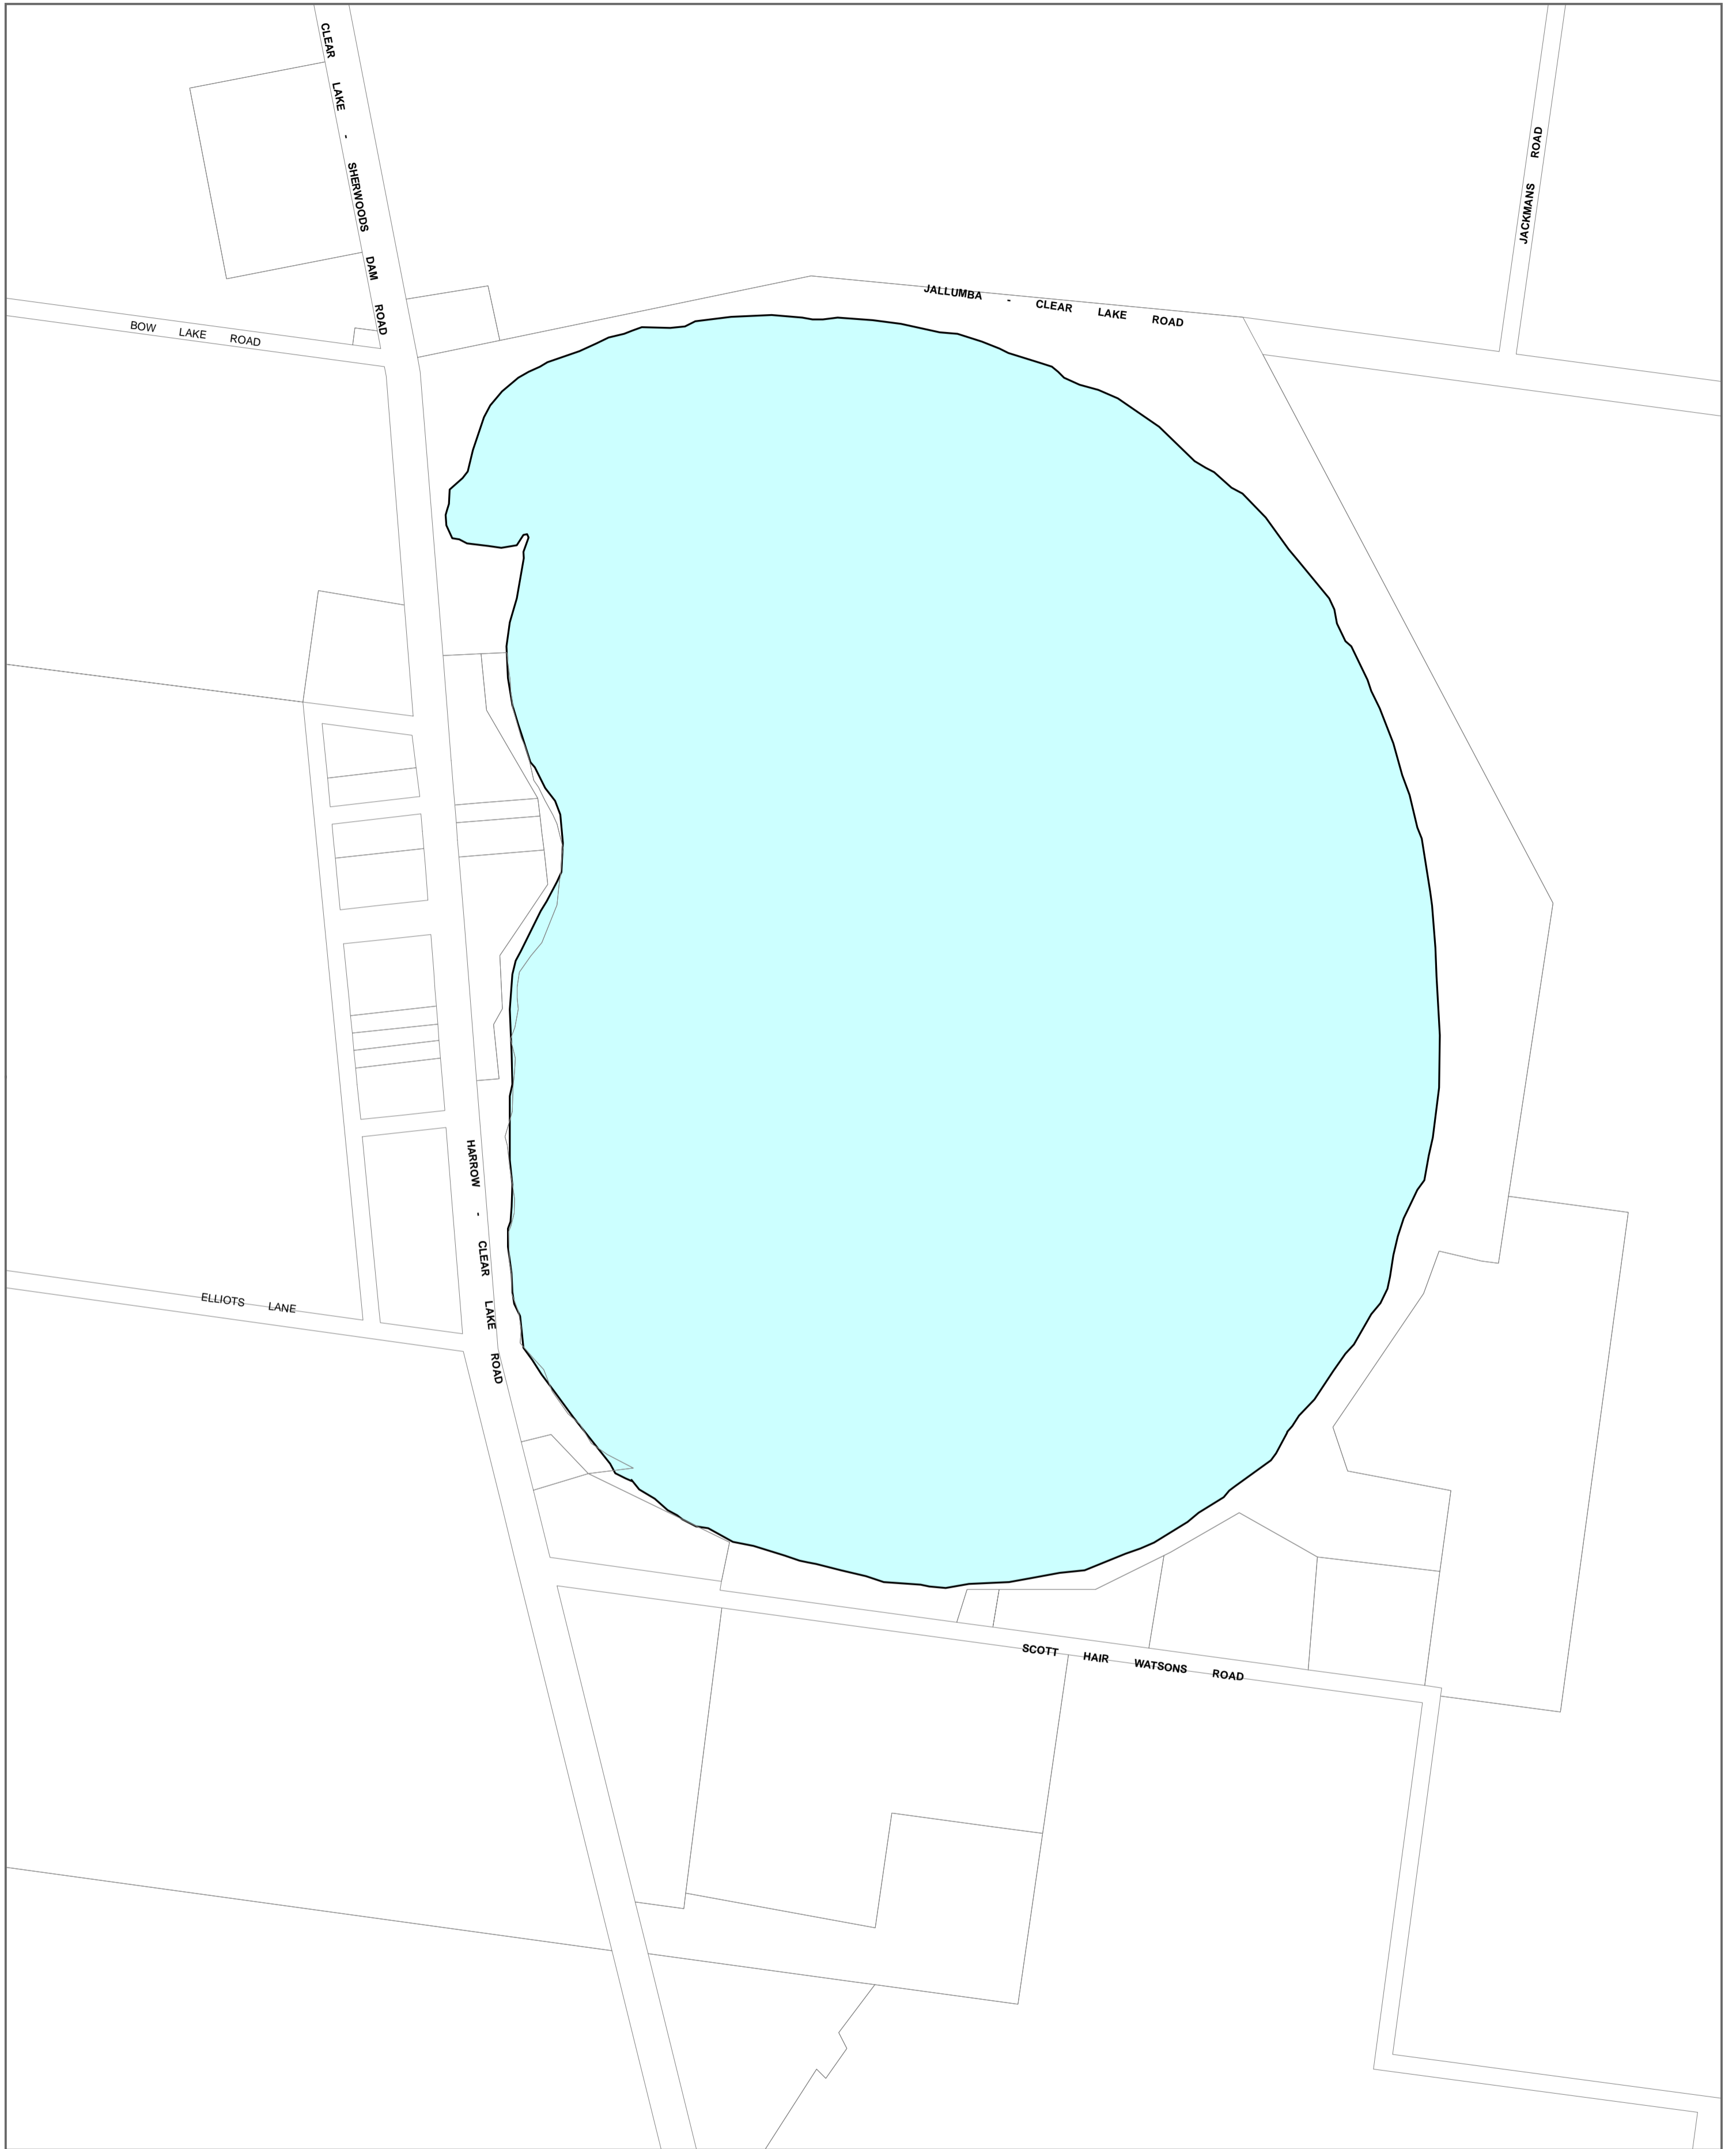 CLEAR LAKE - SHERWOODS DAM ROAD
JACKMANS ROAD
JALLUMBA - CLEAR LAKE ROAD
BOW LAKE ROAD
HARROW - CLEAR LAKE ROAD
ELLIOTS LANE
SCOTT HAIR WATSONS ROAD